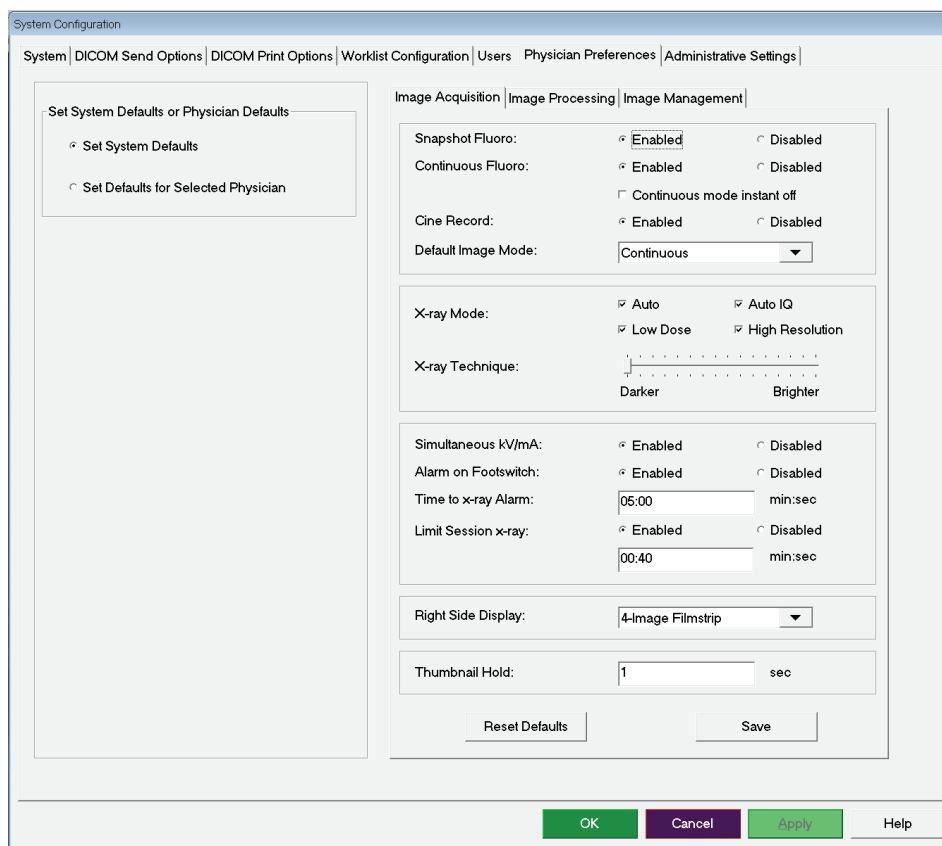 System Configuration
System DICOM Send Options DICOM Print Options Worklist Configuration Users Physician Preferences Administrative Settings
Set System Defaults or Physician Defaults
Set System Defaults
Set Defaults for Selected Physician
Image Acquisition Image Processing Image Management
Snapshot Fluoro: Enabled Disabled
Continuous Fluoro: Enabled Disabled
Continuous mode instant off
Cine Record: Enabled Disabled
Default Image Mode: Continuous
X-ray Mode: Auto Auto IQ
Low Dose High Resolution
X-ray Technique:
Darker Brighter
Simultaneous kV/mA: Enabled Disabled
Alarm on Footswitch: Enabled Disabled
Time to x-ray Alarm: 05:00 min:sec
Limit Session x-ray: Enabled Disabled
00:40 min:sec
Right Side Display: 4-Image Filmstrip
Thumbnail Hold: 1 sec
Reset Defaults Save
OK Cancel Apply Help